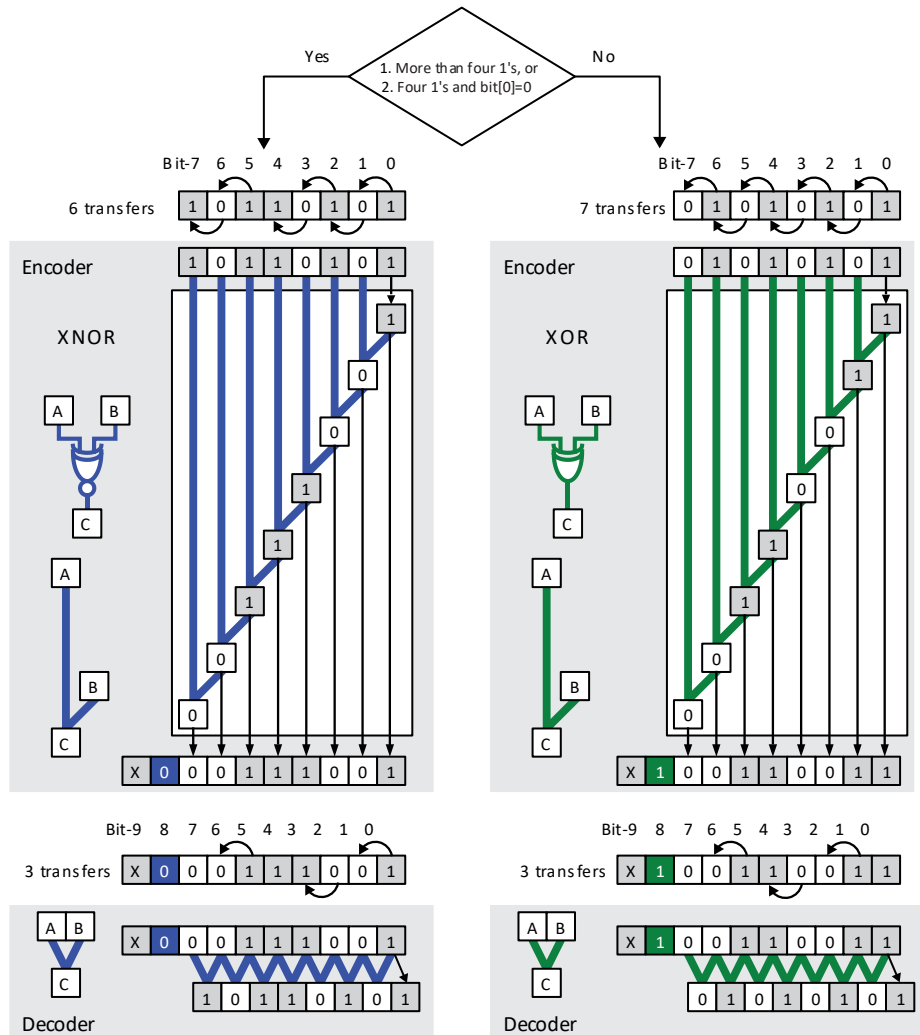 Yes
1. More than four 1's, or
2. Four 1's and bit[0]=0
No
Bit-7 6 5 4 3 2 1 0
6 transfers 1 0 1 1 0 1 0 1
Encoder 1 0 1 1 0 1 0 1
XNOR
1
0
0
1
1
1
0
0
A B
C
A
B
C
X 0 0 0 1 1 1 0 0 1
Bit-9 8 7 6 5 4 3 2 1 0
3 transfers X 0 0 0 1 1 1 0 0 1
A B
C
X 0 0 0 1 1 1 0 0 1
1 0 1 1 0 1 0 1
Decoder
Bit-7 6 5 4 3 2 1 0
7 transfers 0 1 0 1 0 1 0 1
Encoder 0 1 0 1 0 1 0 1
XOR
1
1
0
0
1
1
0
0
A B
C
A
B
C
X 1 0 0 1 1 0 0 1 1
Bit-9 8 7 6 5 4 3 2 1 0
3 transfers X 1 0 0 1 1 0 0 1 1
A B
C
X 1 0 0 1 1 0 0 1 1
0 1 0 1 0 1 0 1
Decoder